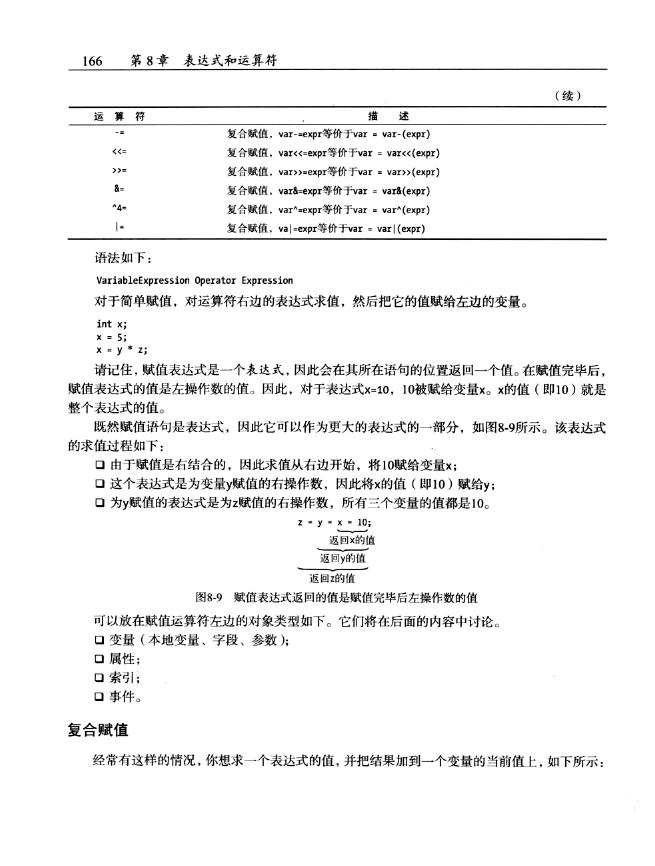 166 第8章 表达式和运算符
（续）
运 算 符 描 述
-= 复合赋值，var-=expr等价于var = var-(expr)
<<= 复合赋值，var<<=expr等价于var = var<<(expr)
>>= 复合赋值，var>>=expr等价于var = var>>(expr)
&= 复合赋值，var&=expr等价于var = var&(expr)
^4= 复合赋值，var^=expr等价于var = var^(expr)
|= 复合赋值，va|=expr等价于var = var|(expr)
语法如下：
VariableExpression Operator Expression
对于简单赋值，对运算符右边的表达式求值，然后把它的值赋给左边的变量。
int x;
x = 5;
x = y * z;
请记住，赋值表达式是一个表达式，因此会在其所在语句的位置返回一个值。在赋值完毕后，
赋值表达式的值是左操作数的值。因此，对于表达式x=10，10被赋给变量x。x的值（即10）就是
整个表达式的值。
既然赋值语句是表达式，因此它可以作为更大的表达式的一部分，如图8-9所示。该表达式
的求值过程如下：
❑ 由于赋值是右结合的，因此求值从右边开始，将10赋给变量x；
❑ 这个表达式是为变量y赋值的右操作数，因此将x的值（即10）赋给y；
❑ 为y赋值的表达式是为z赋值的右操作数，所有三个变量的值都是10。
z = y = x = 10;
返回x的值
返回y的值
返回z的值
图8-9 赋值表达式返回的值是赋值完毕后左操作数的值
可以放在赋值运算符左边的对象类型如下。它们将在后面的内容中讨论。
❑ 变量（本地变量、字段、参数）；
❑ 属性；
❑ 索引；
❑ 事件。
复合赋值
经常有这样的情况，你想求一个表达式的值，并把结果加到一个变量的当前值上，如下所示：